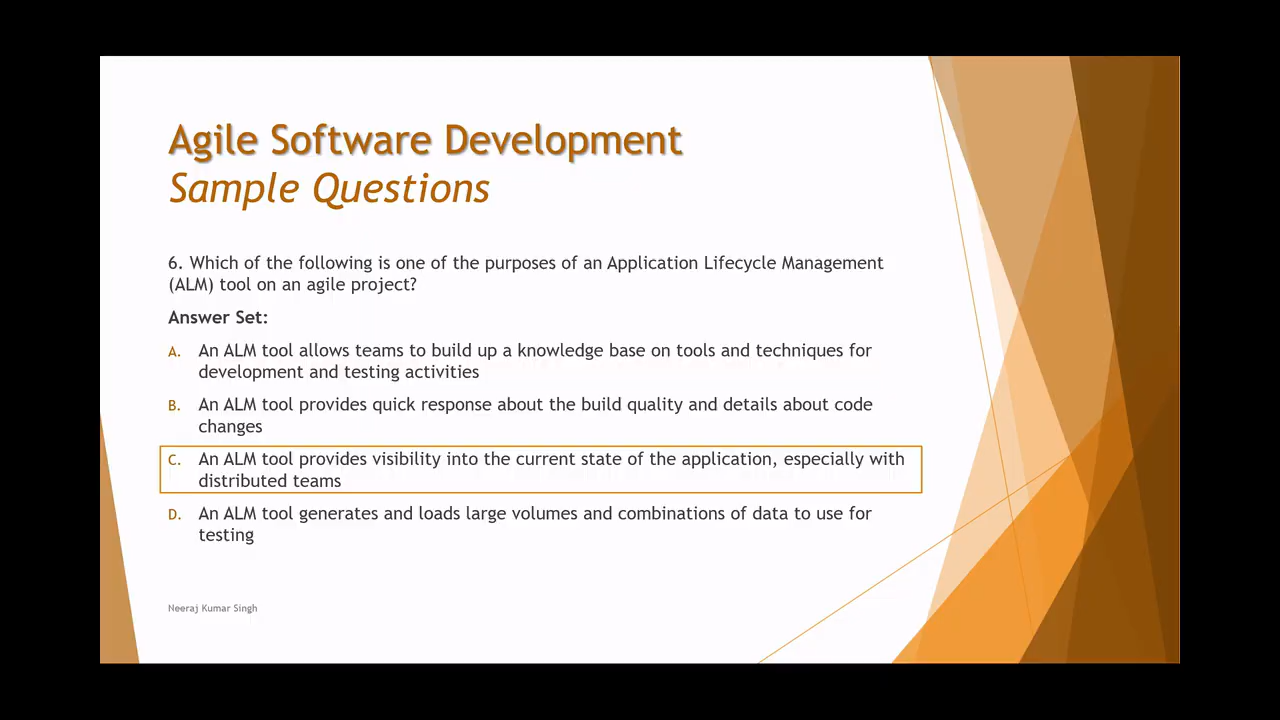 Agile Software Development
Sample Questions
6. Which of the following is one of the purposes of an Application Lifecycle Management
(ALM) tool on an agile project?
Answer Set:
A. An ALM tool allows teams to build up a knowledge base on tools and techniques for
development and testing activities
B. An ALM tool provides quick response about the build quality and details about code
changes
C. An ALM tool provides visibility into the current state of the application, especially with
distributed teams
D. An ALM tool generates and loads large volumes and combinations of data to use for
testing
Neeraj Kumar Singh